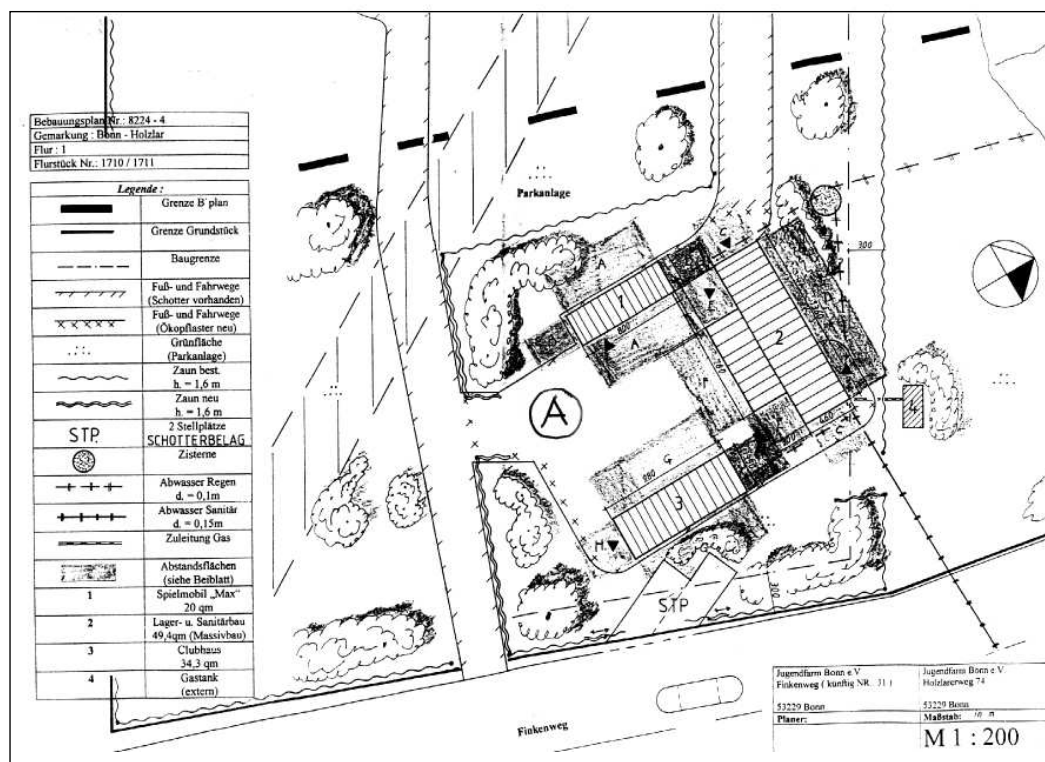 Bebauungsplan Nr.: 8224 - 4
Gemarkung : Bonn - Holzlar
Flur : 1
Flurstück Nr.: 1710 / 1711
Legende :
Grenze B'plan
Grenze Grundstück
Baugrenze
Fuß- und Fahrwege
(Schotter vorhanden)
Fuß- und Fahrwege
(Ökopflaster neu)
Grünfläche
(Parkanlage)
Zaun best.
h. = 1,6 m
Zaun neu
h. = 1,6 m
STP.
2 Stellplätze
SCHOTTERBELAG
Zisterne
Abwasser Regen
d. = 0,1m
Abwasser Sanitär
d. = 0,15m
Zuleitung Gas
Abstandsflächen
(siehe Beiblatt)
1
Spielmobil „Max“
20 qm
2
Lager- u. Sanitärbau
49,4qm (Massivbau)
3
Clubhaus
34,3 qm
4
Gastank
(extern)
Parkanlage
A
C
1
800
A
2
300
4
A
F
G
980
3
440
H
STP
300
Finkenweg
Jugendfarm Bonn e.V
Finkenweg ( künftig NR. 31 )
53229 Bonn
Planer:
Jugendfarm Bonn e.V.
Holzlarerweg 74
53229 Bonn
Maßstab: in m
M 1 : 200